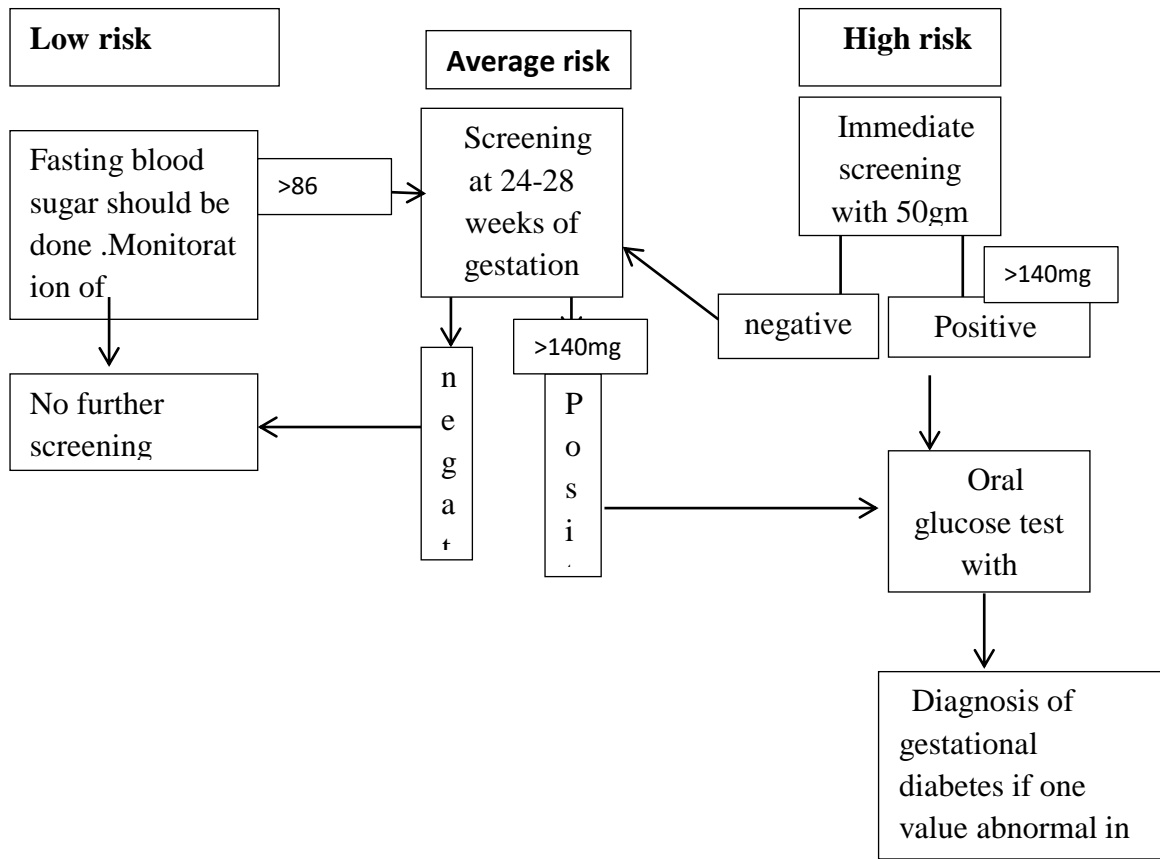 Low risk
Average risk
High risk
Fasting blood
sugar should be
done .Monitorat
ion of
>86
Screening
at 24-28
weeks of
gestation
Immediate
screening
with 50gm
>140mg
negative
Positive
>140mg
No further
screening
n
e
g
a
t
P
o
s
i
Oral
glucose test
with
Diagnosis of
gestational
diabetes if one
value abnormal in